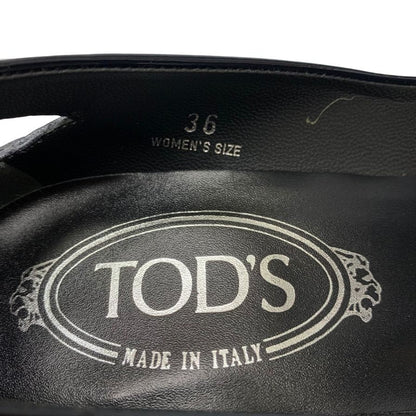 36
WOMEN'S SIZE
TOD'S
MADE IN ITALY